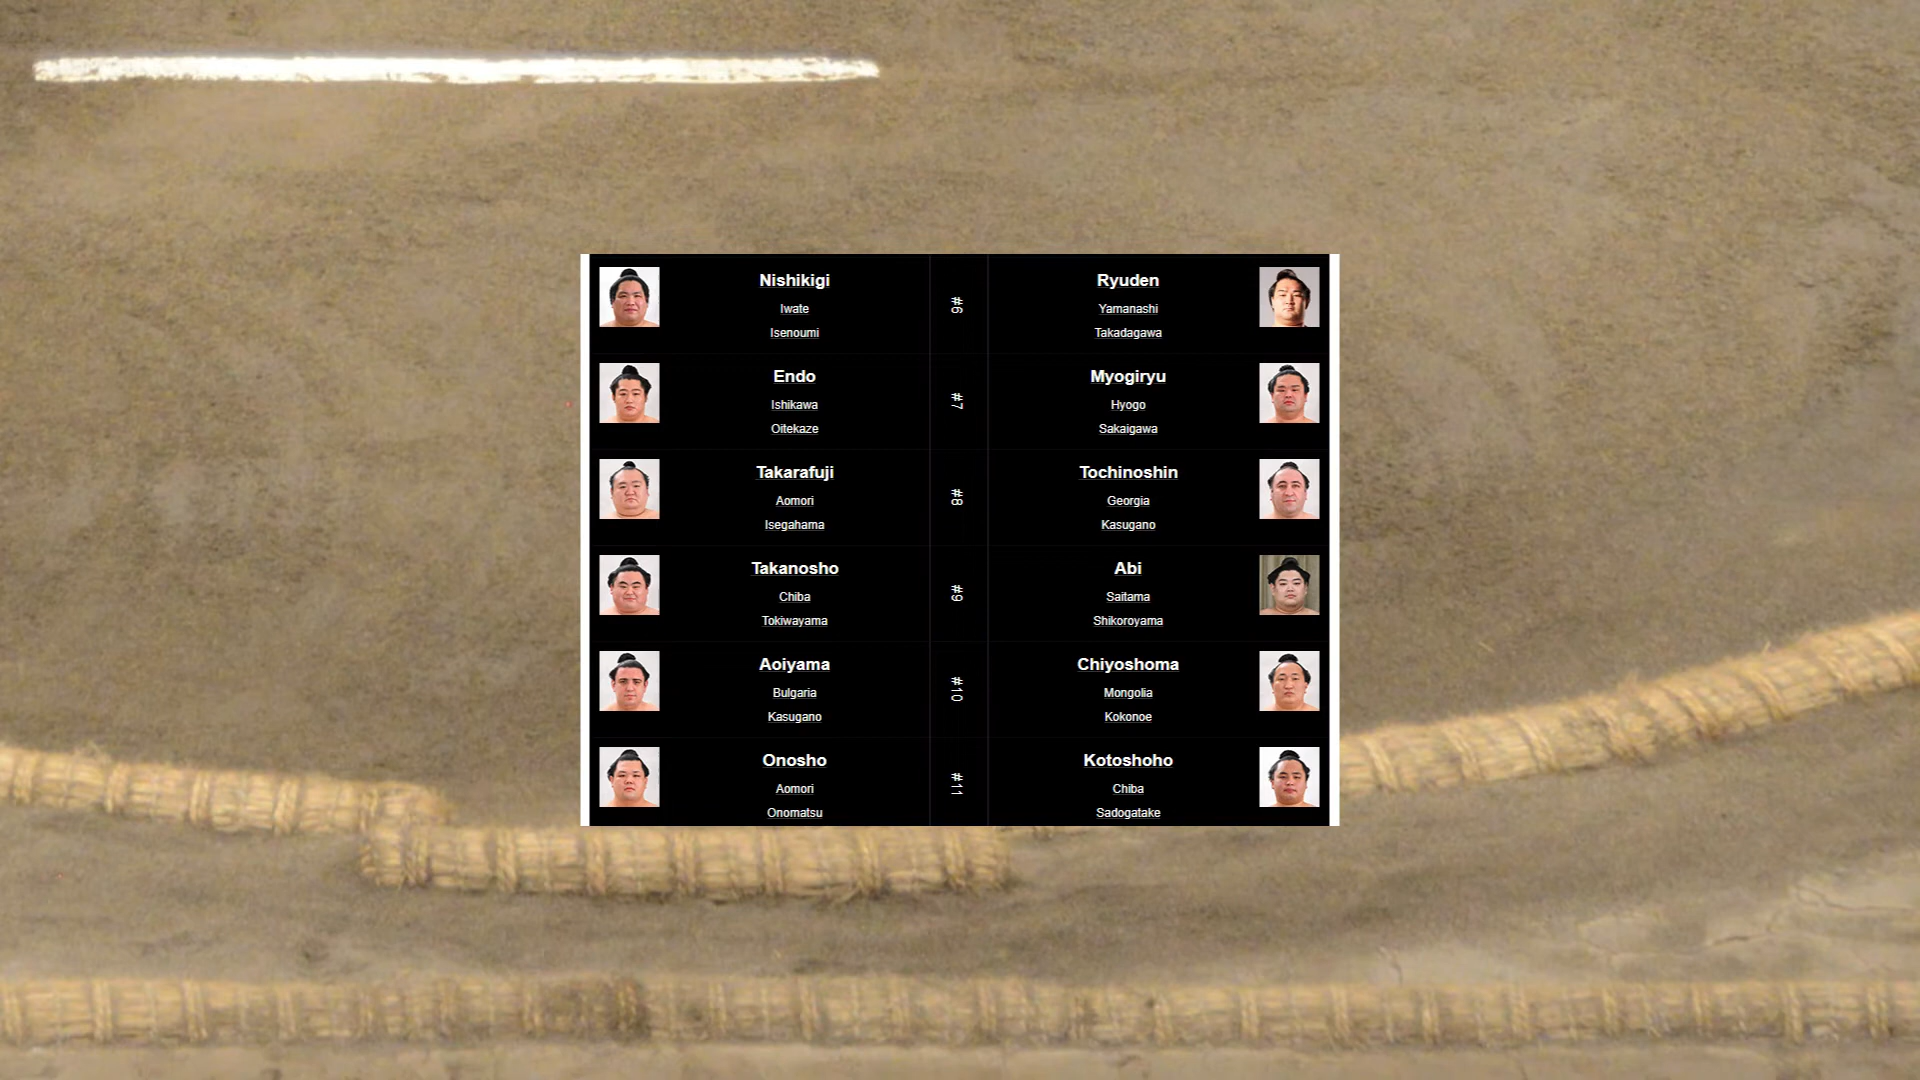 Nishikigi
Iwate
Isenoumi
#6
Ryuden
Yamanashi
Takadagawa
Endo
Ishikawa
Oitekaze
#7
Myogiryu
Hyogo
Sakaigawa
Takarafuji
Aomori
Isegahama
#8
Tochinoshin
Georgia
Kasugano
Takanosho
Chiba
Tokiwayama
#9
Abi
Saitama
Shikoroyama
Aoiyama
Bulgaria
Kasugano
#10
Chiyoshoma
Mongolia
Kokonoe
Onosho
Aomori
Onomatsu
#11
Kotoshoho
Chiba
Sadogatake